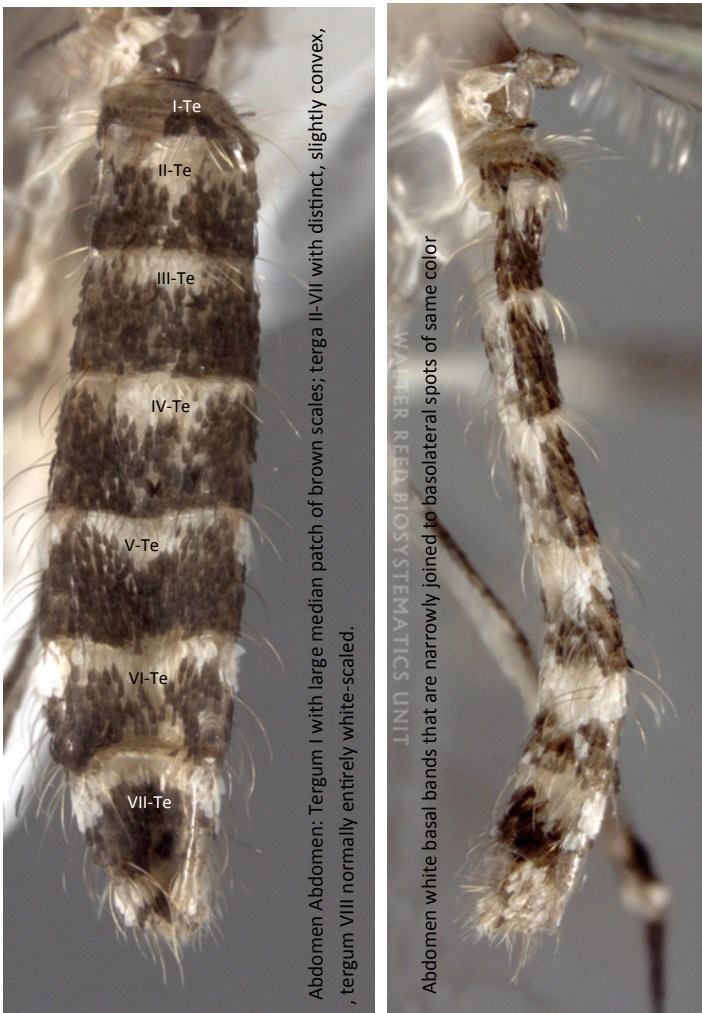 I-Te
II-Te
III-Te
IV-Te
V-Te
VI-Te
VII-Te
Abdomen Abdomen: Tergum I with large median patch of brown scales; terga II-VII with distinct, slightly convex,
, tergum VIII normally entirely white-scaled.
WALTER REED BIOSYSTEMATICS UNIT
Abdomen white basal bands that are narrowly joined to basolateral spots of same color